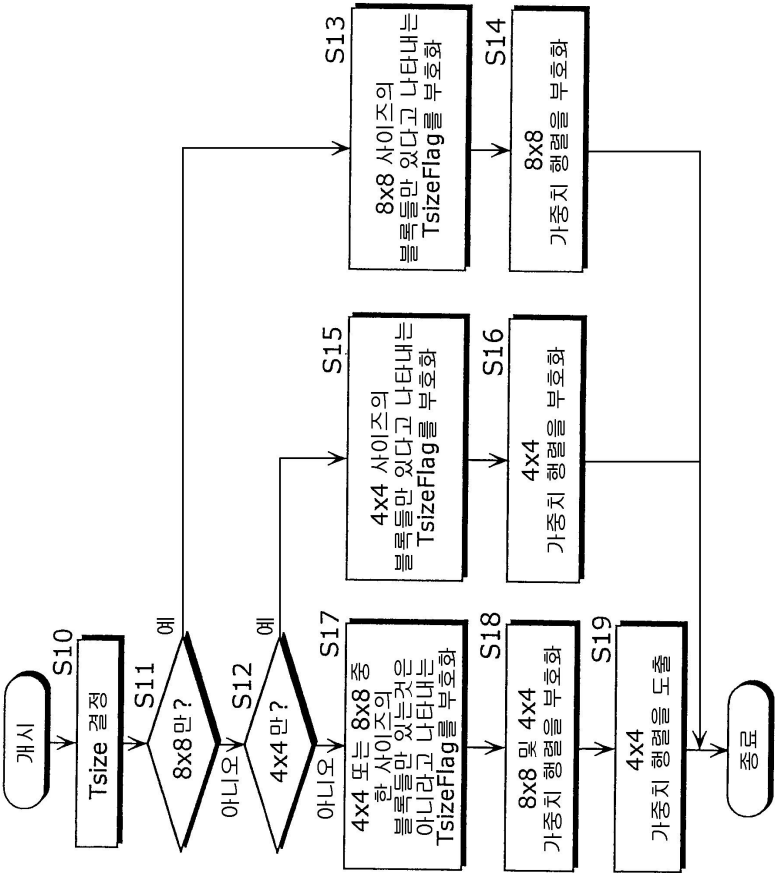 개시
S10
Tsize 결정
S11
8x8만?
예
아니오
S12
4x4만?
예
아니오
S13
8x8 사이즈의
블록들만 있다고 나타내는
TsizeFlag를 부호화
S14
8x8
가중치 행렬을 부호화
S15
4x4 사이즈의
블록들만 있다고 나타내는
TsizeFlag를 부호화
S16
4x4
가중치 행렬을 부호화
S17
4x4 또는 8x8 중
한 사이즈의
블록들만 있는것은
아니라고 나타내는
TsizeFlag를 부호화
S18
8x8 및 4x4
가중치 행렬을 부호화
S19
4x4
가중치 행렬을 도출
종료